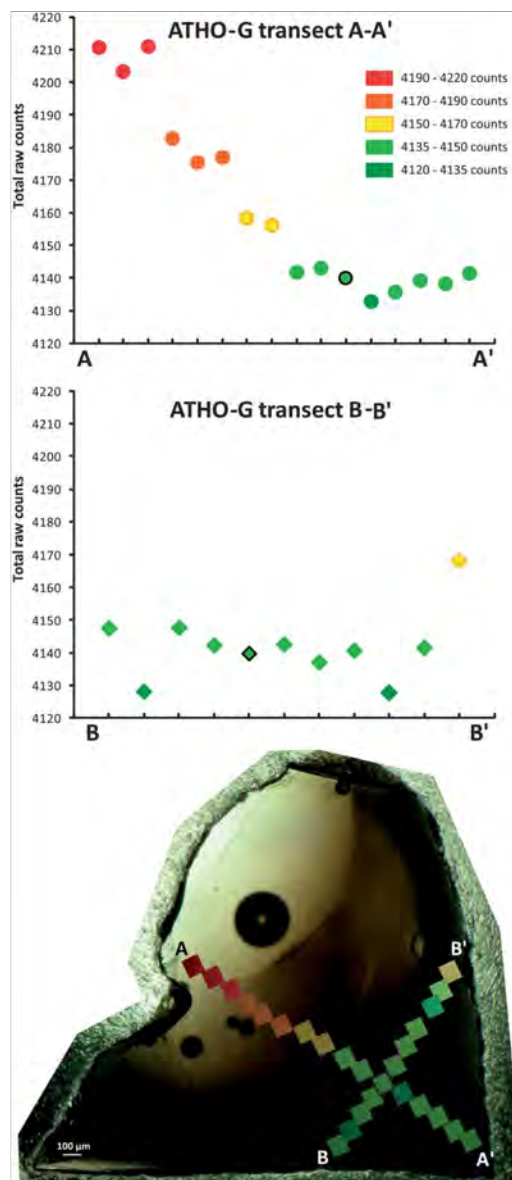 ATHO-G transect A-A'
4220
4210
4200
4190
4180
4170
4160
4150
4140
4130
4120
Total raw counts
4190 - 4220 counts
4170 - 4190 counts
4150 - 4170 counts
4135 - 4150 counts
4120 - 4135 counts
A A'
ATHO-G transect B-B'
4220
4210
4200
4190
4180
4170
4160
4150
4140
4130
4120
Total raw counts
B B'
A B'
100 µm
B A'